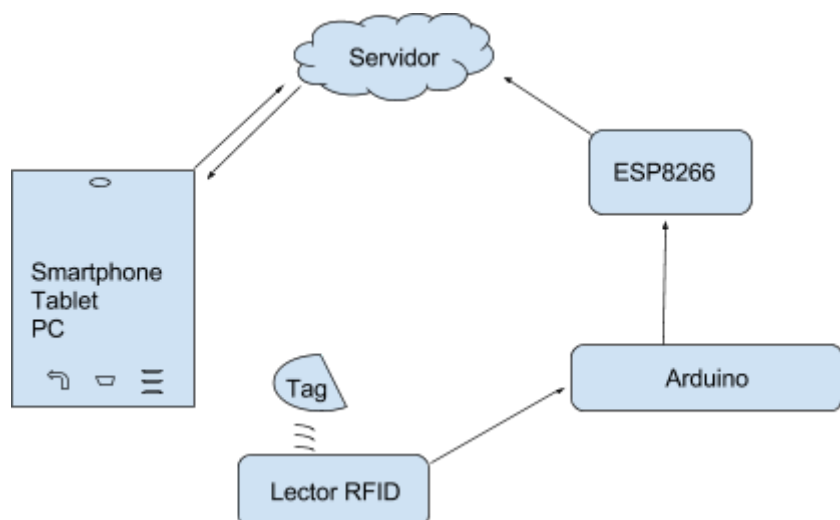 Servidor
ESP8266
Smartphone
Tablet
PC
Tag
Arduino
Lector RFID